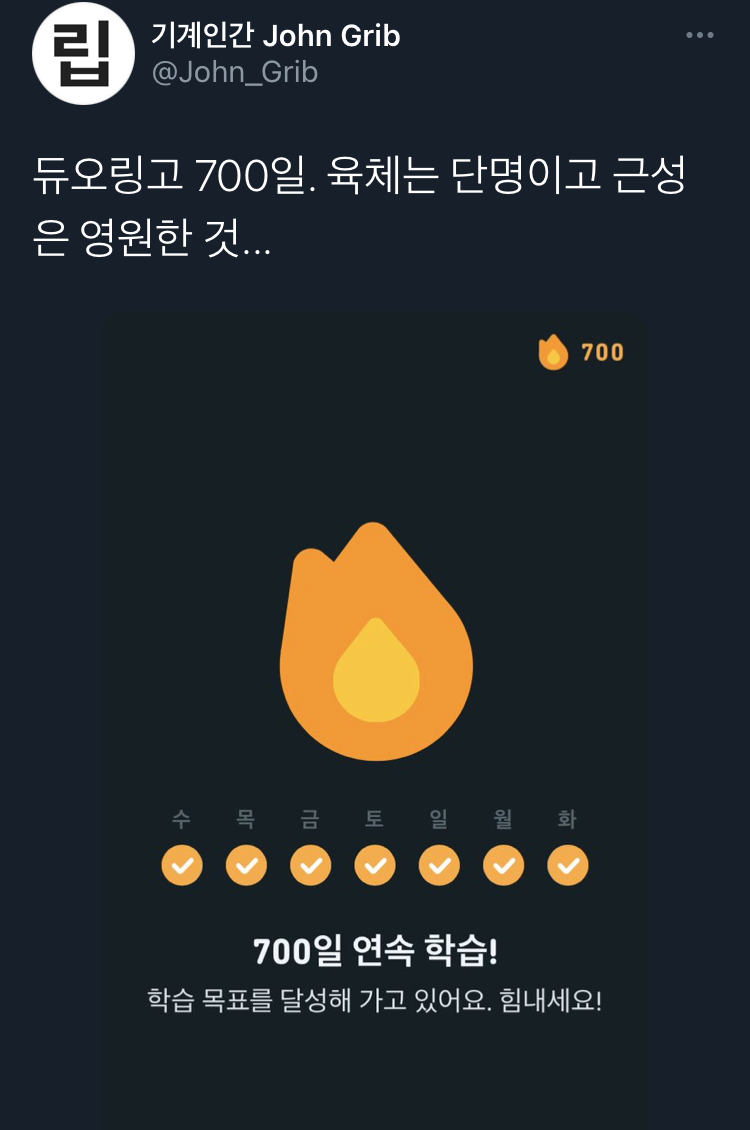 립
기계인간 John Grib
@John_Grib
듀오링고 700일. 육체는 단명이고 근성
은 영원한 것...
700
수 목 금 토 일 월 화
700일 연속 학습!
학습 목표를 달성해 가고 있어요. 힘내세요!